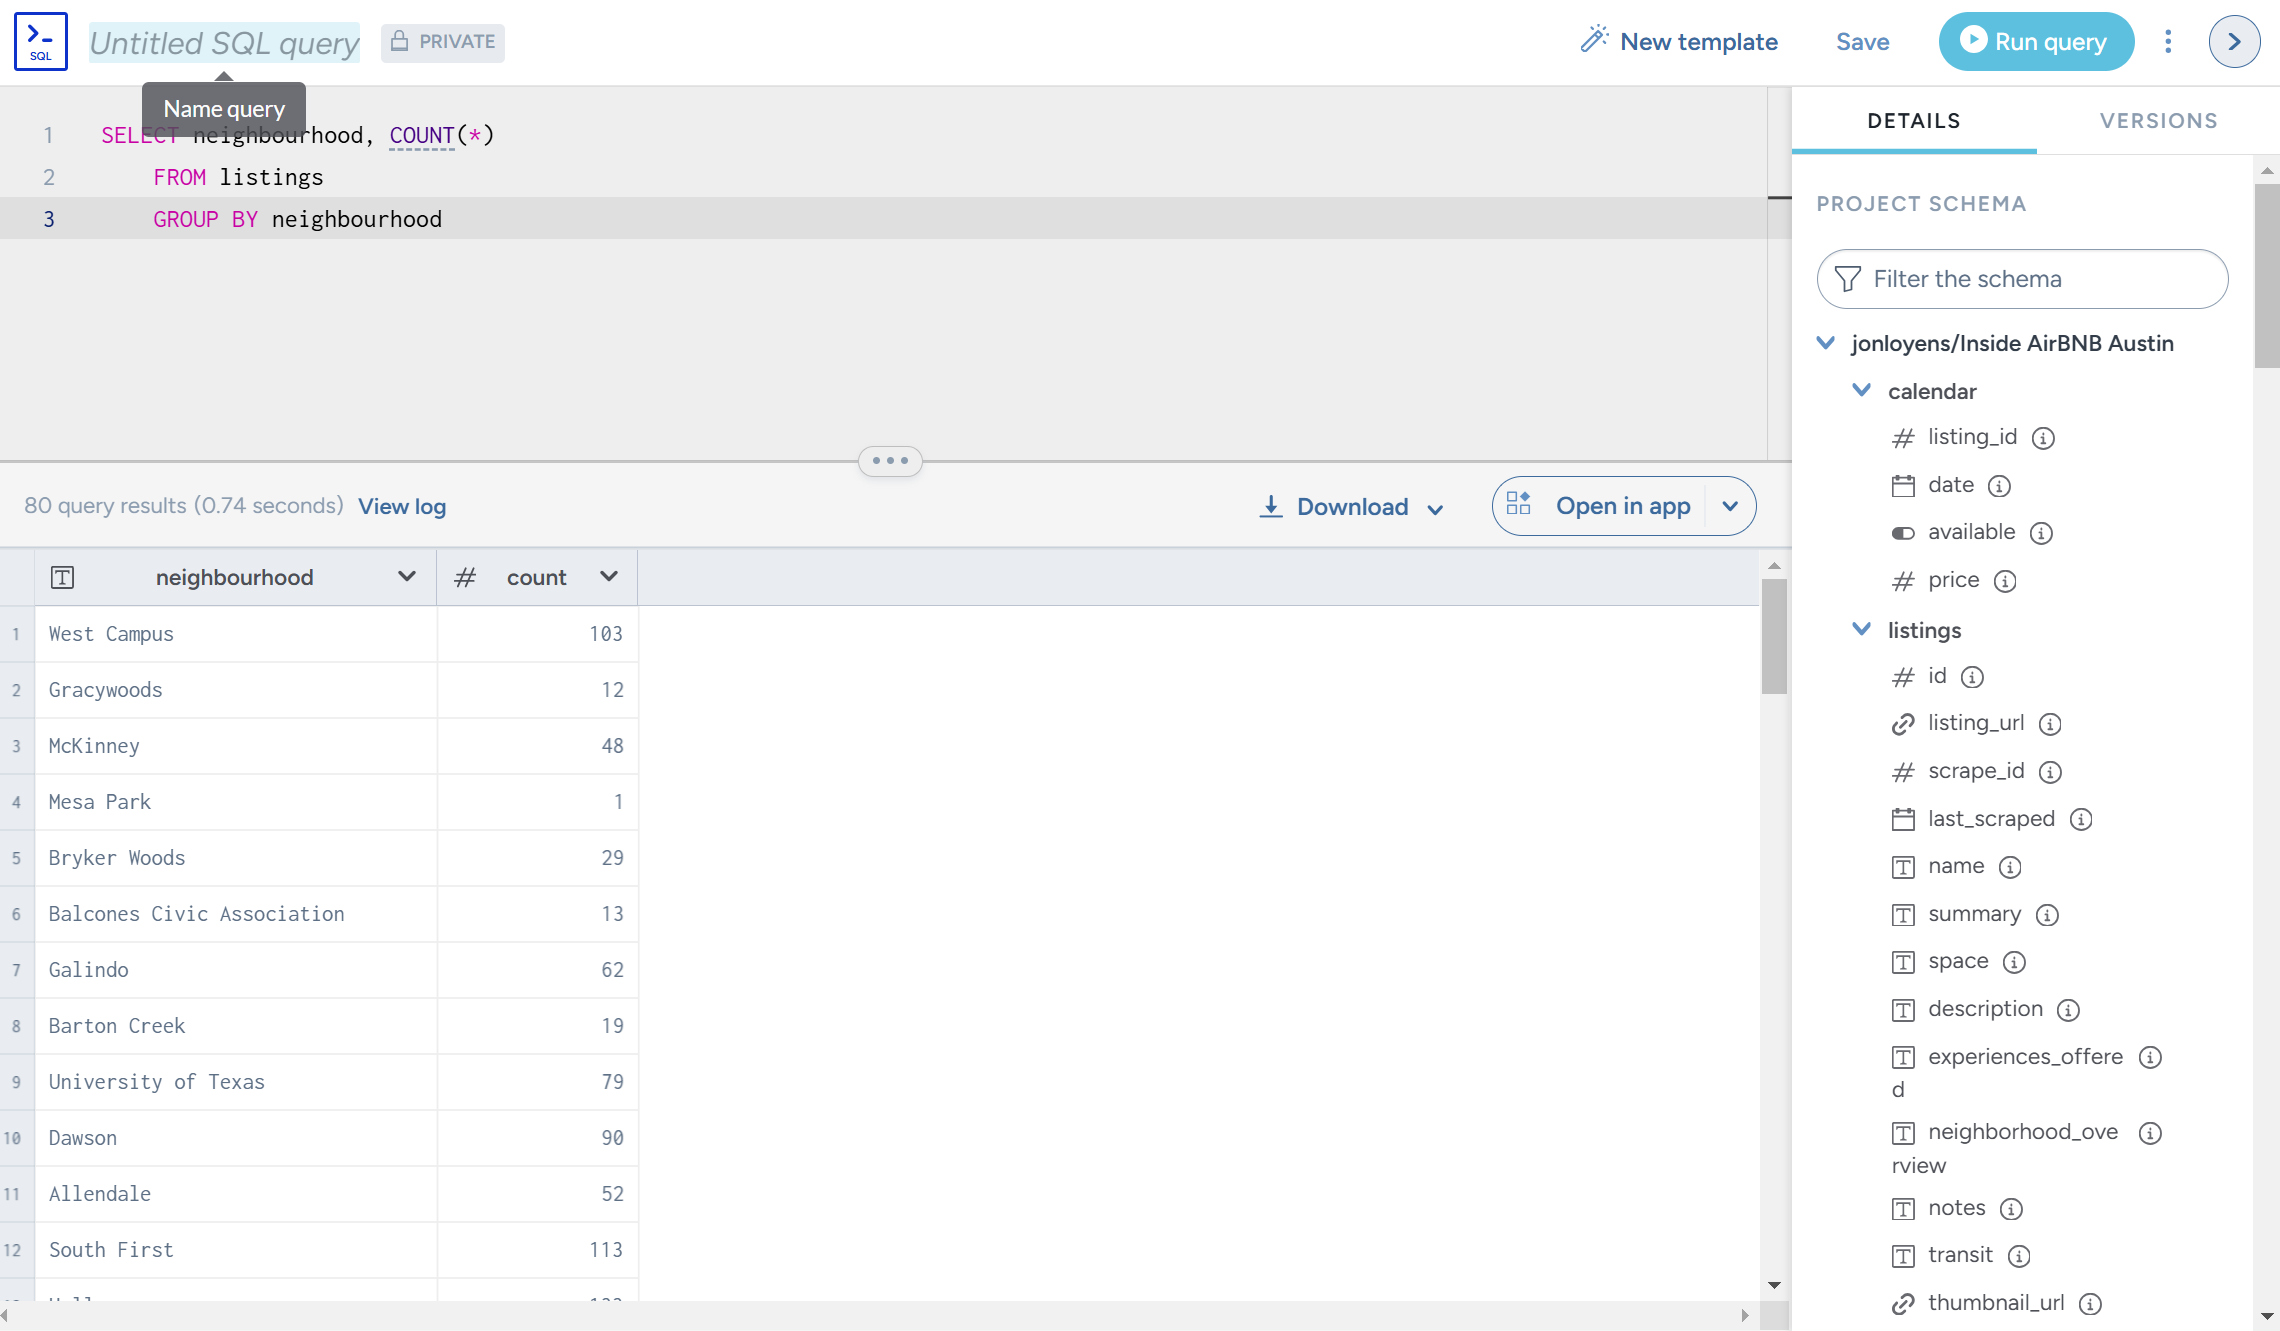 SQL
Untitled SQL query
PRIVATE
New template
Save
Run query
Name query
1 SELECT neighbourhood, COUNT(*)
2 FROM listings
3 GROUP BY neighbourhood
80 query results (0.74 seconds) View log
Download
Open in app
neighbourhood # count
1 West Campus 103
2 Gracywoods 12
3 McKinney 48
4 Mesa Park 1
5 Bryker Woods 29
6 Balcones Civic Association 13
7 Galindo 62
8 Barton Creek 19
9 University of Texas 79
10 Dawson 90
11 Allendale 52
12 South First 113
DETAILS
VERSIONS
PROJECT SCHEMA
Filter the schema
jonloyens/Inside AirBNB Austin
calendar
# listing_id
date
available
# price
listings
# id
listing_url
# scrape_id
last_scraped
name
summary
space
description
experiences_offere
d
neighborhood_ove
rview
notes
transit
thumbnail_url